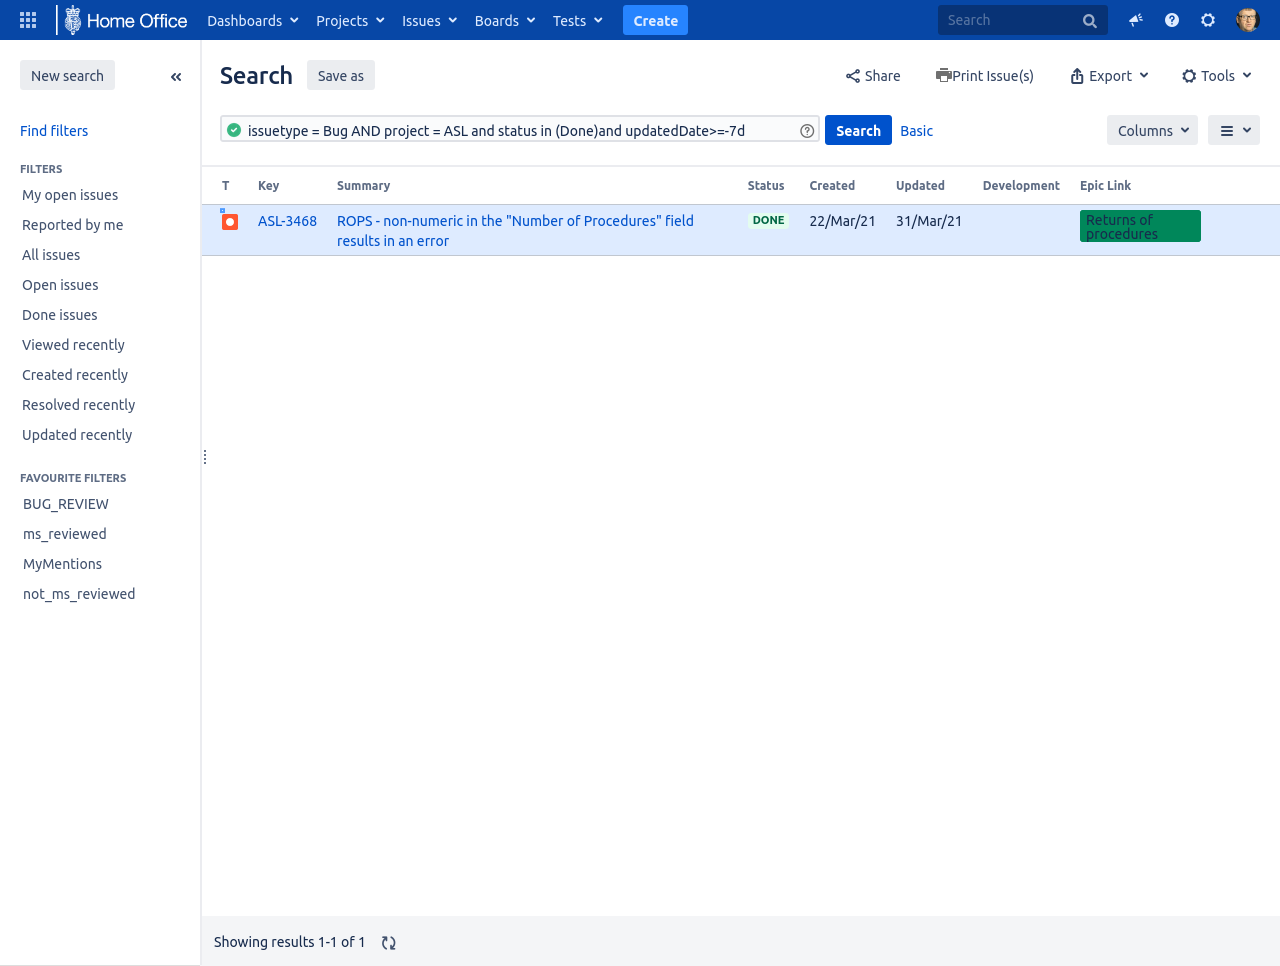 Home Office Dashboards Projects Issues Boards Tests Create Search
New search
Search Save as Share Print Issue(s) Export Tools
issuetype = Bug AND project = ASL and status in (Done)and updatedDate>=-7d Search Basic Columns
Find filters
FILTERS
My open issues
Reported by me
All issues
Open issues
Done issues
Viewed recently
Created recently
Resolved recently
Updated recently
FAVOURITE FILTERS
BUG_REVIEW
ms_reviewed
MyMentions
not_ms_reviewed
T Key Summary Status Created Updated Development Epic Link
ASL-3468 ROPS - non-numeric in the "Number of Procedures" field DONE 22/Mar/21 31/Mar/21 Returns of
results in an error procedures
Showing results 1-1 of 1